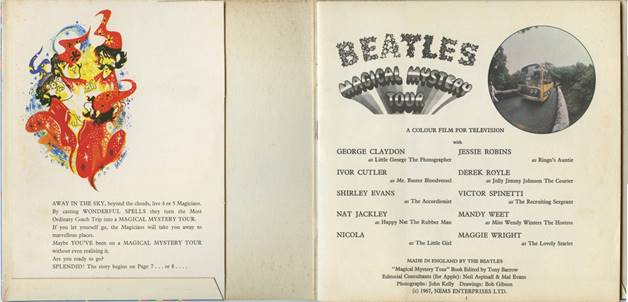 AWAY IN THE SKY, beyond the clouds, live 4 or 5 Magicians.
By casting WONDERFUL SPELLS they turn the Most
Ordinary Coach Trip into a MAGICAL MYSTERY TOUR.
If you let yourself go, the Magicians will take you away to
marvellous places.
Maybe YOU'VE been on a MAGICAL MYSTERY TOUR
without even realising it.
Are you ready to go?
SPLENDID! The story begins on Page 7 . . . or 8 . . . .
BEATLES
MAGICAL MYSTERY
TOUR
A COLOUR FILM FOR TELEVISION
with
GEORGE CLAYDON
as Little George The Photographer
IVOR CUTLER
as Mr. Buster Bloodvessel
SHIRLEY EVANS
as The Accordionist
NAT JACKLEY
as Happy Nat The Rubber Man
NICOLA
as The Little Girl
JESSIE ROBINS
as Ringo's Auntie
DEREK ROYLE
as Jolly Jimmy Johnson The Courier
VICTOR SPINETTI
as The Recruiting Sergeant
MANDY WEET
as Miss Wendy Winters The Hostess
MAGGIE WRIGHT
as The Lovely Starlet
MADE IN ENGLAND BY THE BEATLES
"Magical Mystery Tour" Book Edited by Tony Barrow
Editorial Consultants (for Apple): Neil Aspinall & Mal Evans
Photographs: John Kelly Drawings: Bob Gibson
(c) 1967, NEMS ENTERPRISES LTD.
1